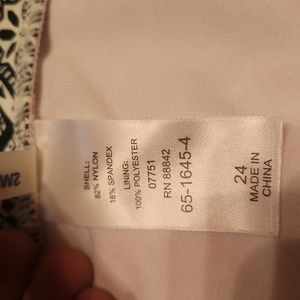 SHELL:
82% NYLON
18% SPANDEX
LINING:
100% POLYESTER
07751
RN 88842
65-1645-4
24
MADE IN
CHINA